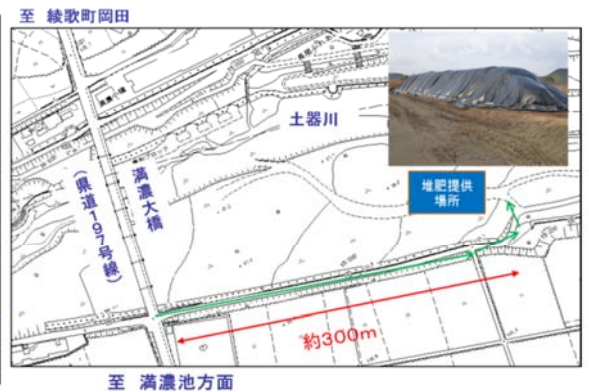 至 綾歌町岡田
土器川
満濃大橋
(県道197号線)
堆肥提供
場所
約300m
至 満濃池方面